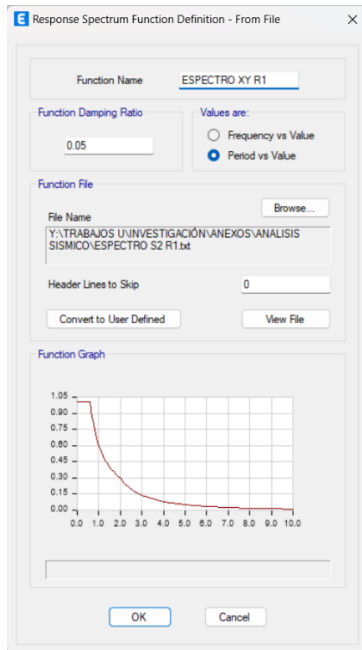 Response Spectrum Function Definition - From File
Function Name ESPECTRO XY R1
Function Damping Ratio
0.05
Values are:
Frequency vs Value
Period vs Value
Function File
File Name
Browse...
Y:\TRABAJOS U\INVESTIGACIÓN\ANEXOS\ANALISIS
SISMICO\ESPECTRO S2 R1.txt
Header Lines to Skip 0
Convert to User Defined View File
Function Graph
1.05
0.90
0.75
0.60
0.45
0.30
0.15
0.00
0.0 1.0 2.0 3.0 4.0 5.0 6.0 7.0 8.0 9.0 10.0
OK Cancel